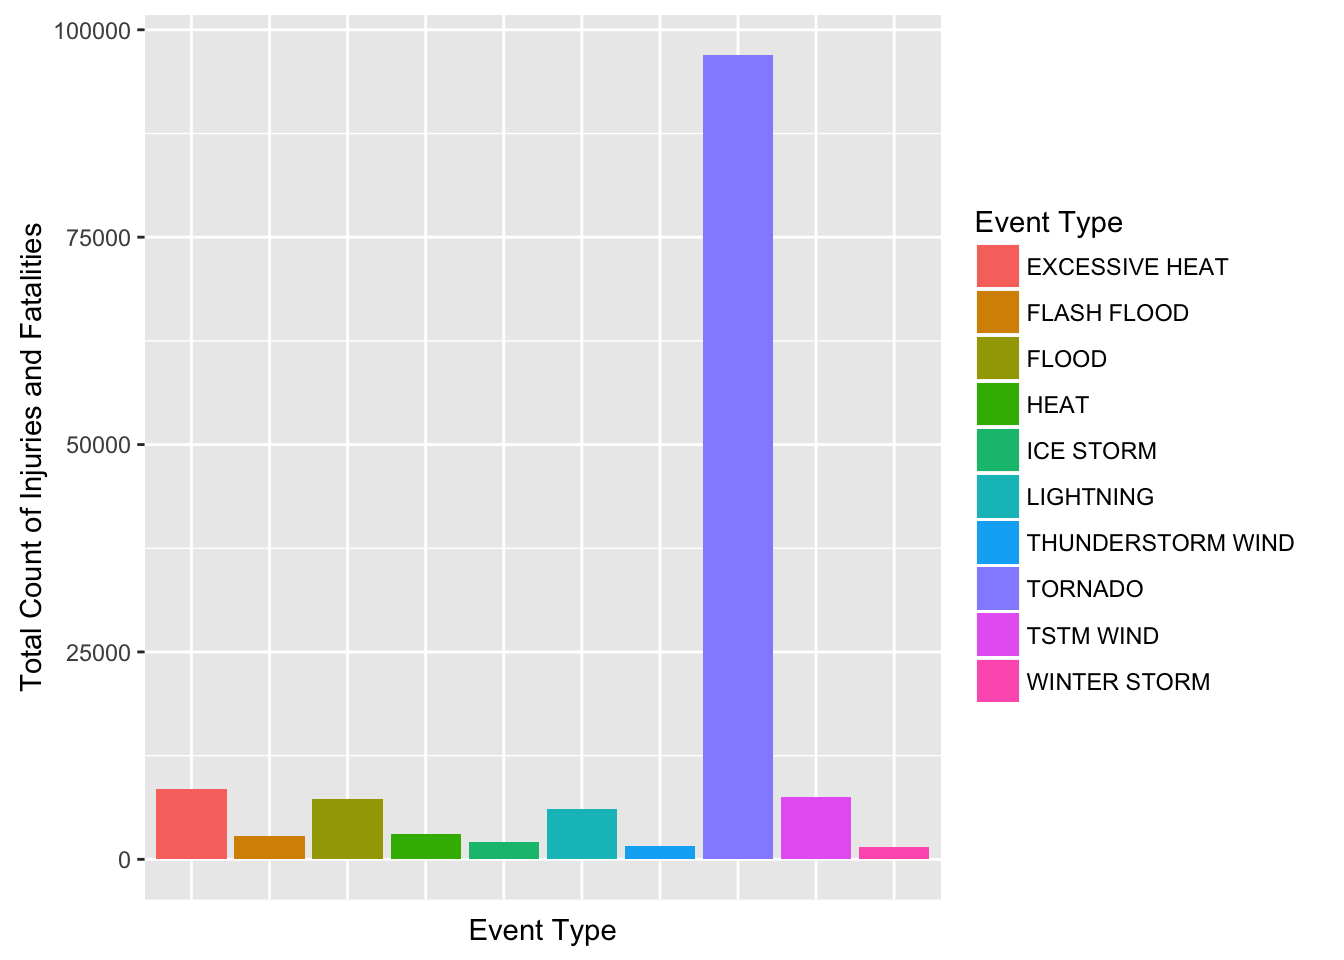 100000
75000
50000
25000
0
Total Count of Injuries and Fatalities
Event Type
Event Type
EXCESSIVE HEAT
FLASH FLOOD
FLOOD
HEAT
ICE STORM
LIGHTNING
THUNDERSTORM WIND
TORNADO
TSTM WIND
WINTER STORM